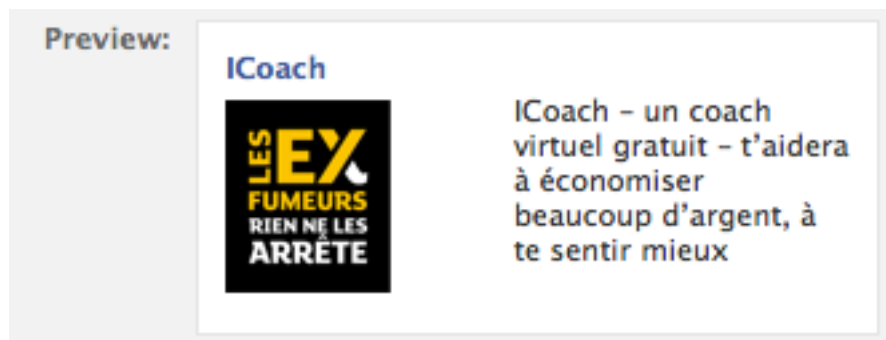 Preview:
ICoach
LES
EX
FUMEURS
RIEN NE LES
ARRÊTE
ICoach – un coach
virtuel gratuit – t'aidera
à économiser
beaucoup d'argent, à
te sentir mieux